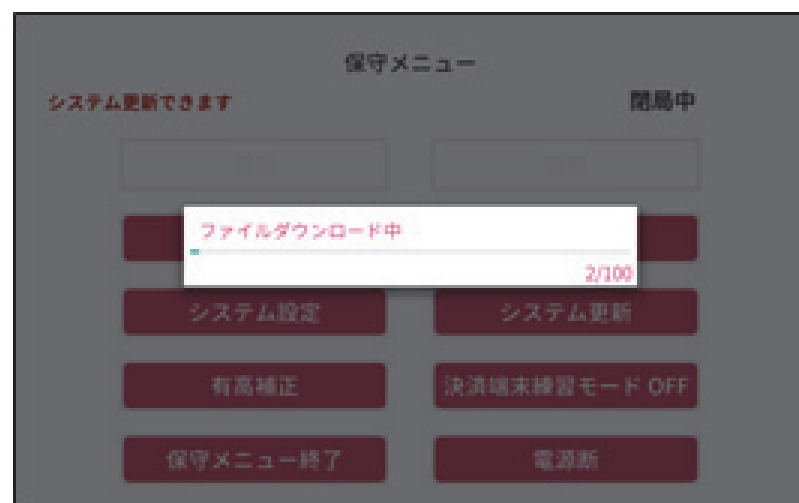 保守メニュー
システム更新できます
閉局中
ファイルダウンロード中
2/100
システム設定
システム更新
有高補正
決済端末練習モード OFF
保守メニュー終了
電源断